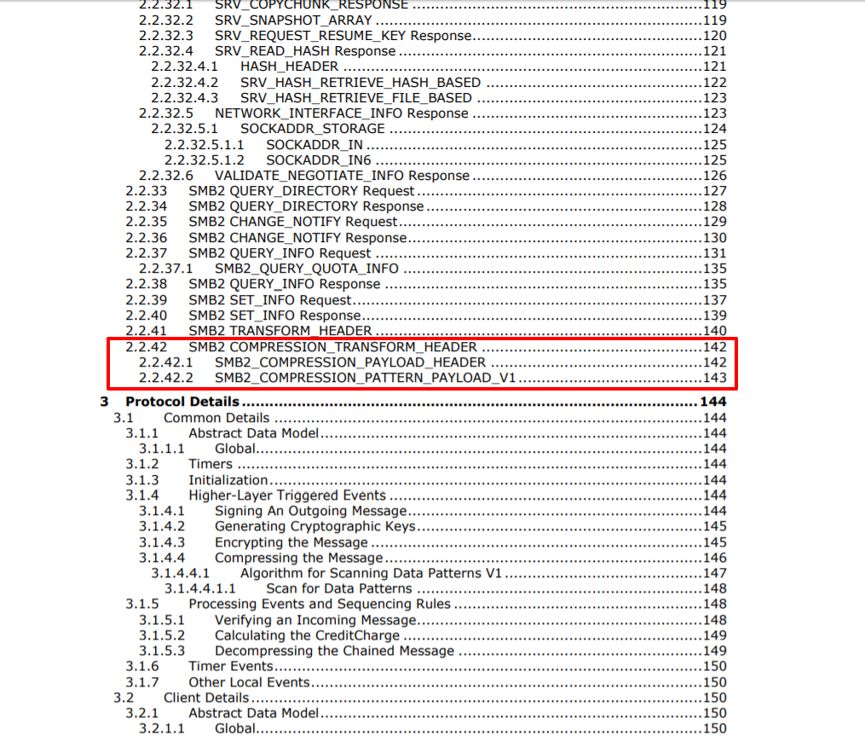 2.2.32.1 SRV_COPYCHUNK_RESPONSE ........ 119
2.2.32.2 SRV_SNAPSHOT_ARRAY ........ 119
2.2.32.3 SRV_REQUEST_RESUME_KEY Response ........ 120
2.2.32.4 SRV_READ_HASH Response ........ 121
2.2.32.4.1 HASH_HEADER ........ 121
2.2.32.4.2 SRV_HASH_RETRIEVE_HASH_BASED ........ 122
2.2.32.4.3 SRV_HASH_RETRIEVE_FILE_BASED ........ 123
2.2.32.5 NETWORK_INTERFACE_INFO Response ........ 123
2.2.32.5.1 SOCKADDR_STORAGE ........ 124
2.2.32.5.1.1 SOCKADDR_IN ........ 125
2.2.32.5.1.2 SOCKADDR_IN6 ........ 125
2.2.32.6 VALIDATE_NEGOTIATE_INFO Response ........ 126
2.2.33 SMB2 QUERY_DIRECTORY Request ........ 127
2.2.34 SMB2 QUERY_DIRECTORY Response ........ 128
2.2.35 SMB2 CHANGE_NOTIFY Request ........ 129
2.2.36 SMB2 CHANGE_NOTIFY Response ........ 130
2.2.37 SMB2 QUERY_INFO Request ........ 131
2.2.37.1 SMB2_QUERY_QUOTA_INFO ........ 135
2.2.38 SMB2 QUERY_INFO Response ........ 135
2.2.39 SMB2 SET_INFO Request ........ 137
2.2.40 SMB2 SET_INFO Response ........ 139
2.2.41 SMB2 TRANSFORM_HEADER ........ 140
2.2.42 SMB2 COMPRESSION_TRANSFORM_HEADER ........ 142
2.2.42.1 SMB2_COMPRESSION_PAYLOAD_HEADER ........ 142
2.2.42.2 SMB2_COMPRESSION_PATTERN_PAYLOAD_V1 ........ 143
3 Protocol Details ........ 144
3.1 Common Details ........ 144
3.1.1 Abstract Data Model ........ 144
3.1.1.1 Global ........ 144
3.1.2 Timers ........ 144
3.1.3 Initialization ........ 144
3.1.4 Higher-Layer Triggered Events ........ 144
3.1.4.1 Signing An Outgoing Message ........ 144
3.1.4.2 Generating Cryptographic Keys ........ 145
3.1.4.3 Encrypting the Message ........ 145
3.1.4.4 Compressing the Message ........ 146
3.1.4.4.1 Algorithm for Scanning Data Patterns V1 ........ 147
3.1.4.4.1.1 Scan for Data Patterns ........ 148
3.1.5 Processing Events and Sequencing Rules ........ 148
3.1.5.1 Verifying an Incoming Message ........ 148
3.1.5.2 Calculating the CreditCharge ........ 149
3.1.5.3 Decompressing the Chained Message ........ 149
3.1.6 Timer Events ........ 150
3.1.7 Other Local Events ........ 150
3.2 Client Details ........ 150
3.2.1 Abstract Data Model ........ 150
3.2.1.1 Global ........ 150